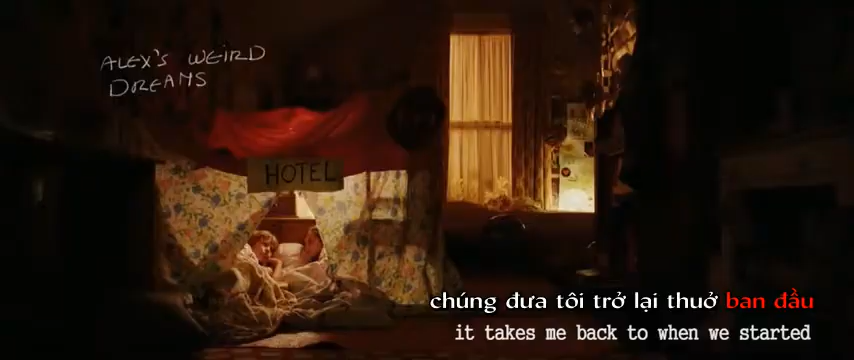 ALEX'S WEIRD
DREAMS
HOTEL
chúng đưa tôi trở lại thuở ban đầu
it takes me back to when we started